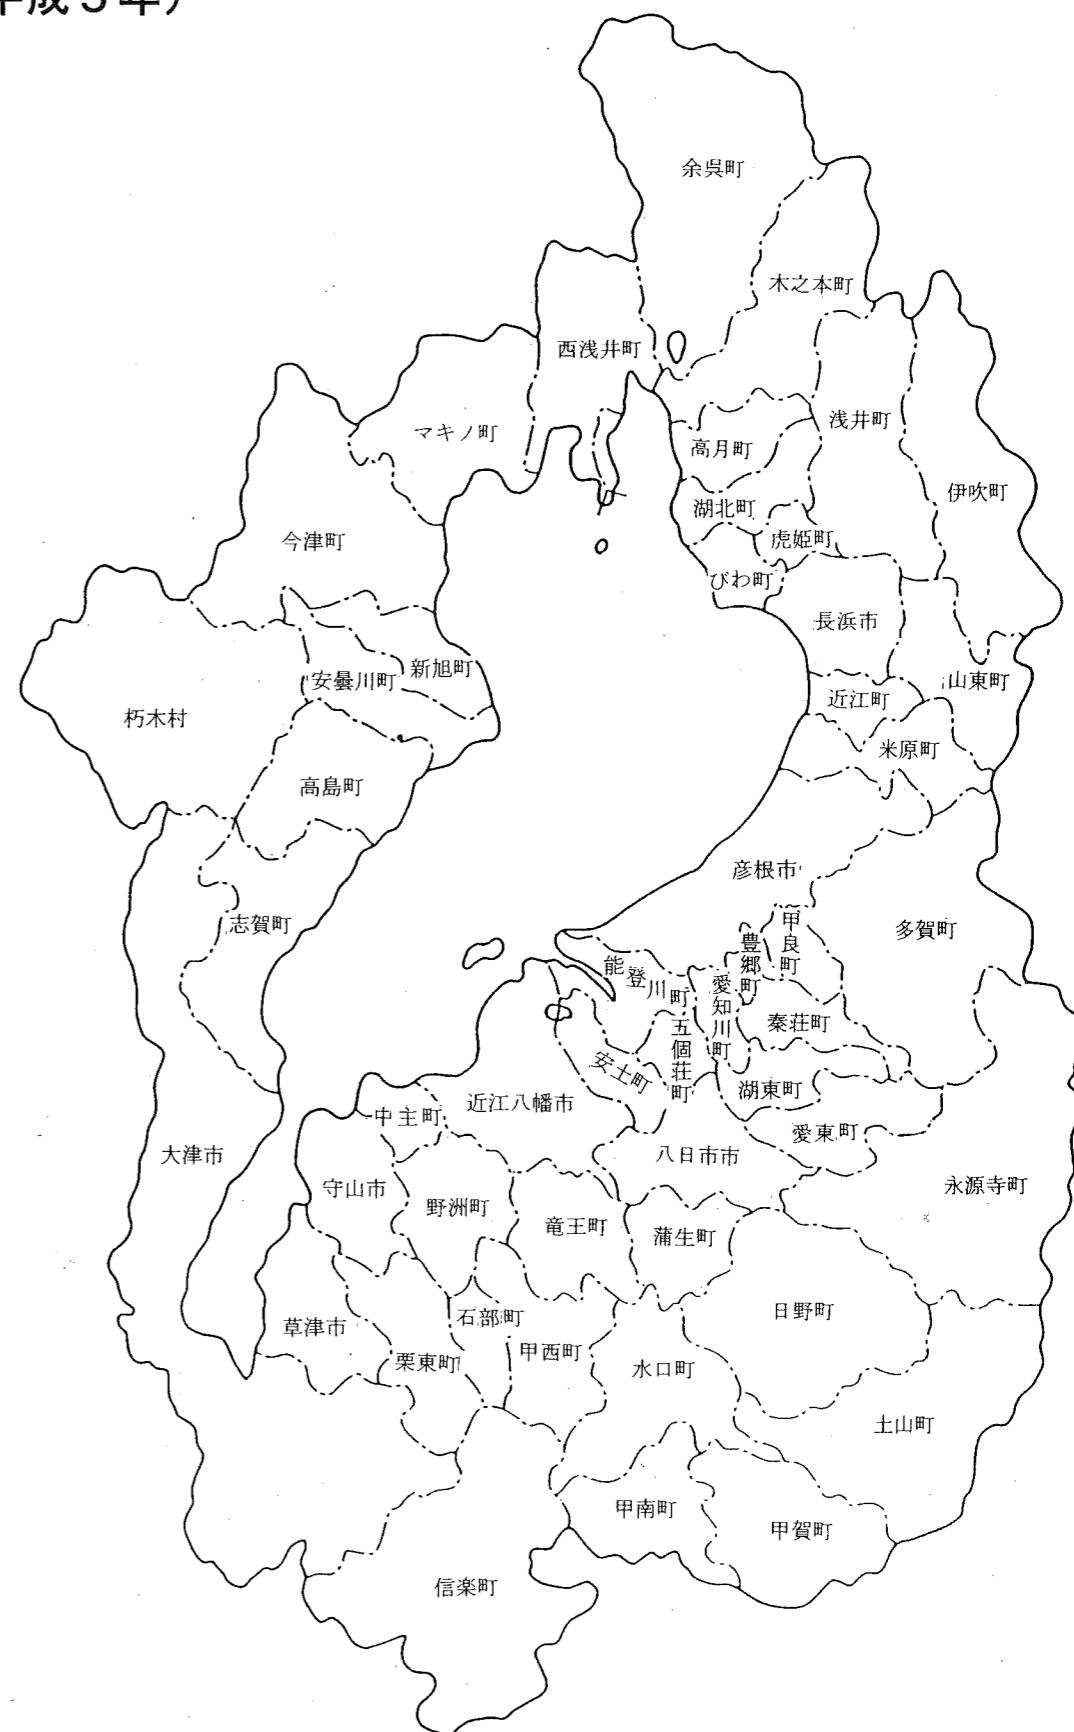 平成5年)
余呉町
木之本町
西浅井町
マキノ町
浅井町
高月町
伊吹町
湖北町
今津町
虎姫町
びわ町
長浜市
新旭町
安曇川町
山東町
近江町
朽木村
米原町
高島町
彦根市
志賀町
甲良町
多賀町
豊郷町
能登川町
愛知川町
秦荘町
五個荘町
安土町
湖東町
近江八幡市
中主町
愛東町
大津市
八日市市
守山市
永源寺町
野洲町
竜王町
蒲生町
日野町
石部町
草津市
甲西町
栗東町
水口町
土山町
甲南町
甲賀町
信楽町